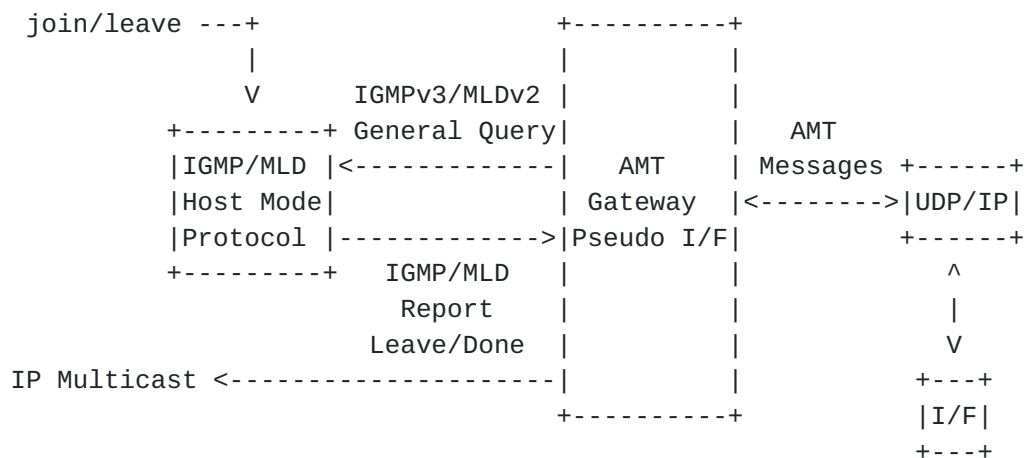 join/leave ---+                   +----------+
              |                   |          |
              V      IGMPv3/MLDv2 |          |
         +---------+ General Query|          |   AMT
         |IGMP/MLD |<-------------|   AMT    | Messages +------+
         |Host Mode|              | Gateway  |<-------->|UDP/IP|
         |Protocol |------------->|Pseudo I/F|          +------+
         +---------+   IGMP/MLD   |          |             ^
                        Report    |          |             |
                      Leave/Done  |          |             V
IP Multicast <--------------------|          |           +---+
                                  +----------+           |I/F|
                                                         +---+